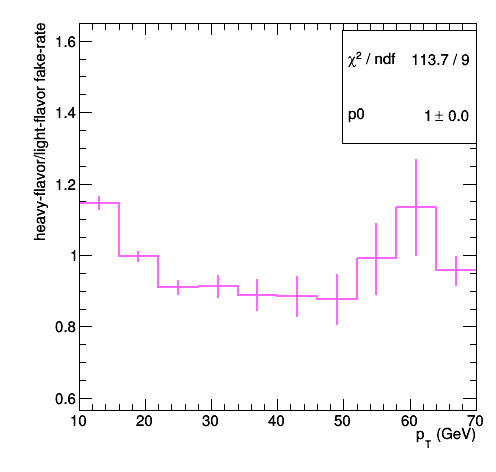 heavy-flavor/light-flavor fake-rate
χ² / ndf 113.7 / 9
p0 1 ± 0.0
1.6
1.4
1.2
1
0.8
0.6
10 20 30 40 50 60 70
p_T (GeV)